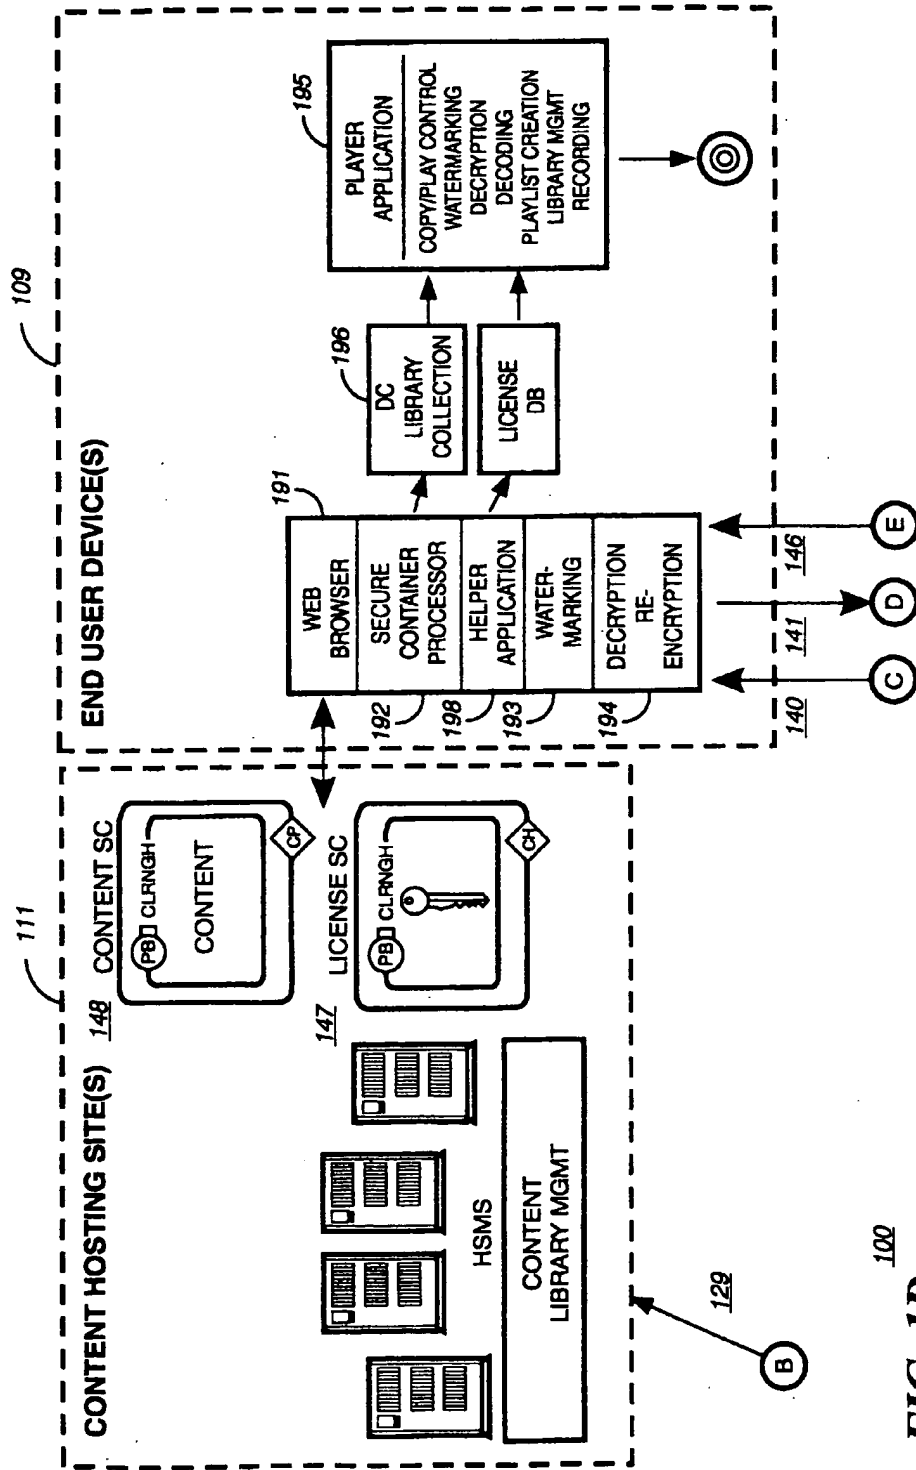 111
109
CONTENT HOSTING SITE(S)
148
CONTENT SC
PB
CLRNGH
CONTENT
CP
147
LICENSE SC
PB
CLRNGH
CH
HSMS
CONTENT
LIBRARY MGMT
129
B
END USER DEVICE(S)
191
WEB
BROWSER
192
SECURE
CONTAINER
PROCESSOR
198
HELPER
APPLICATION
193
WATER-
MARKING
194
DECRYPTION
RE-
ENCRYPTION
196
DC
LIBRARY
COLLECTION
LICENSE
DB
195
PLAYER
APPLICATION
COPY/PLAY CONTROL
WATERMARKING
DECRYPTION
DECODING
PLAYLIST CREATION
LIBRARY MGMT
RECORDING
140
141
146
C
D
E
100